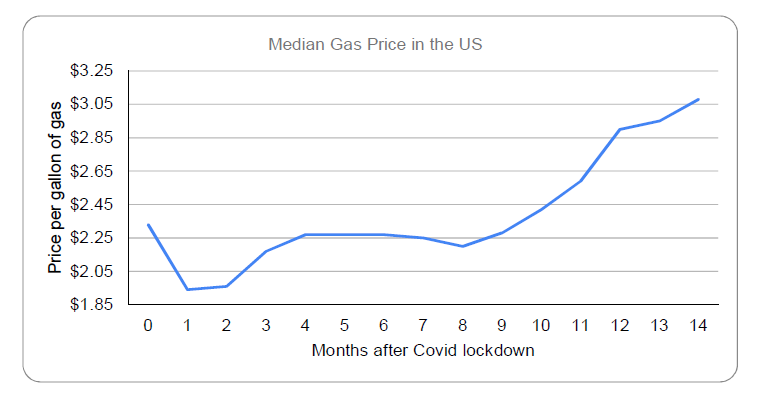 Median Gas Price in the US
$3.25
$3.05
$2.85
$2.65
$2.45
$2.25
$2.05
$1.85
Price per gallon of gas
0 1 2 3 4 5 6 7 8 9 10 11 12 13 14
Months after Covid lockdown